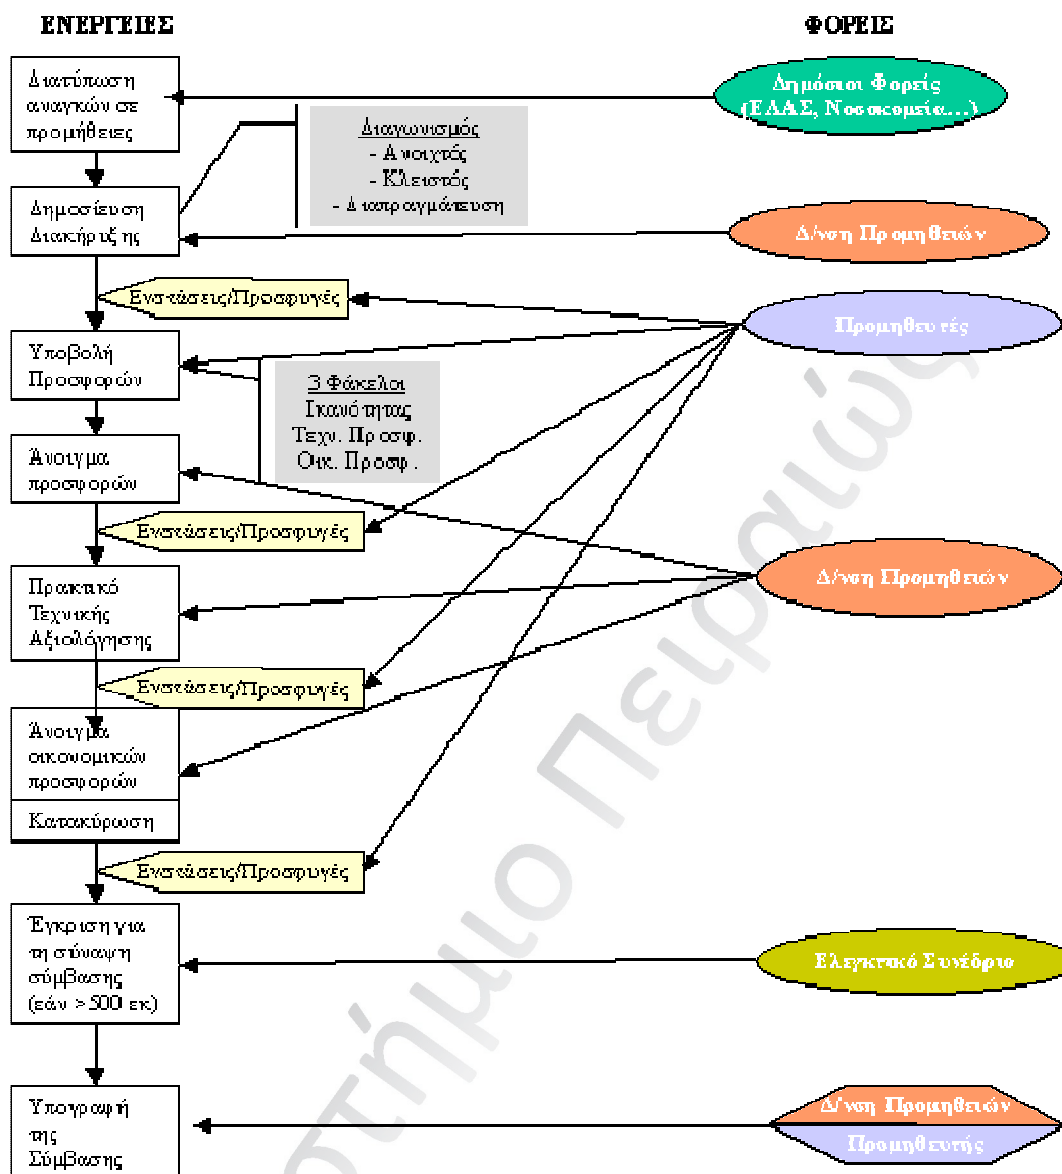 ΕΝΕΡΓΕΙΕΣ
ΦΟΡΕΙΣ
Διατύπωση
αναγκών σε
προμήθειες
Δημόσιοι Φορείς
(ΕΛΑΣ, Νοσοκομεία...)
Διαγωνισμός
- Ανοιχτός
- Κλειστός
- Διαπραγμάτευση
Δημοσίευση
Διακήρυξης
Δ/νση Προμηθειών
Ενστάσεις/Προσφυγές
Προμηθευτές
Υποβολή
Προσφορών
3 Φάκελοι
Ικανότητας
Τεχν. Προσφ.
Οικ. Προσφ.
Άνοιγμα
προσφορών
Ενστάσεις/Προσφυγές
Πρακτικό
Τεχνικής
Αξιολόγησης
Δ/νση Προμηθειών
Ενστάσεις/Προσφυγές
Άνοιγμα
οικονομικών
προσφορών
Κατακύρωση
Ενστάσεις/Προσφυγές
Έγκριση για
τη σύναψη
σύμβασης
(εάν >500 εκ)
Ελεγκτικό Συνέδριο
Υπογραφή
της
Σύμβασης
Δ/νση Προμηθειών
Προμηθευτής
Πειραιώς